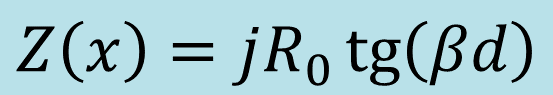 Z(x) = jR₀ tg(βd)